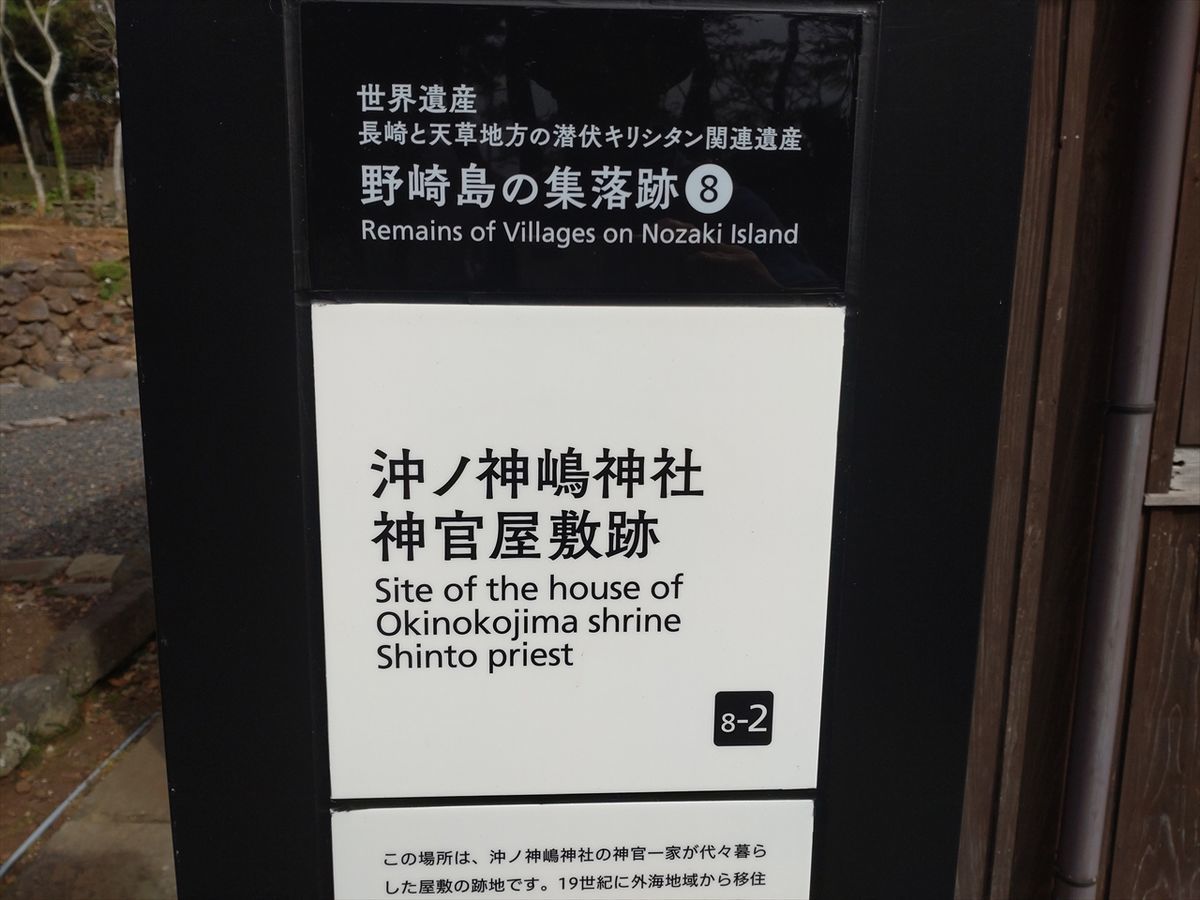 世界遺産
長崎と天草地方の潜伏キリシタン関連遺産
野崎島の集落跡 8
Remains of Villages on Nozaki Island
沖ノ神嶋神社
神官屋敷跡
Site of the house of
Okinokojima shrine
Shinto priest
8-2
この場所は、沖ノ神嶋神社の神官一家が代々暮ら
した屋敷の跡地です。19世紀に外海地域から移住